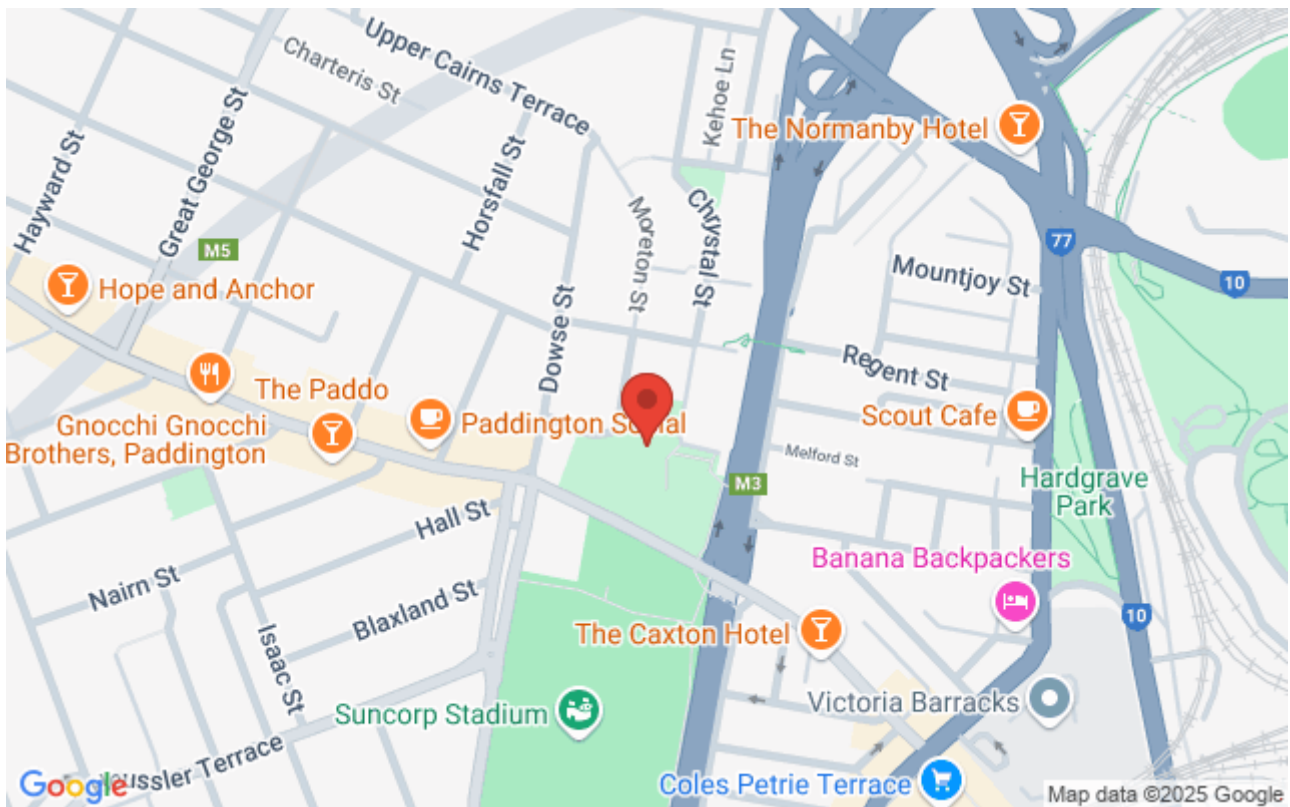 Upper Cairns Terrace
Charteris St
Kehoe Ln
Great George St
Horsfall St
Hayward St
The Normanby Hotel
Chrystal St
Moreton St
M5
77
Mountjoy St
10
Hope and Anchor
Dowse St
Regent St
The Paddo
Gnocchi Gnocchi
Brothers, Paddington
Paddington
Scout Cafe
Melford St
M3
Hardgrave
Park
Hall St
Nairn St
Blaxland St
Isaac St
Banana Backpackers
10
The Caxton Hotel
Suncorp Stadium
Victoria Barracks
Terrace
Coles Petrie Terrace
Google
Map data ©2025 Google